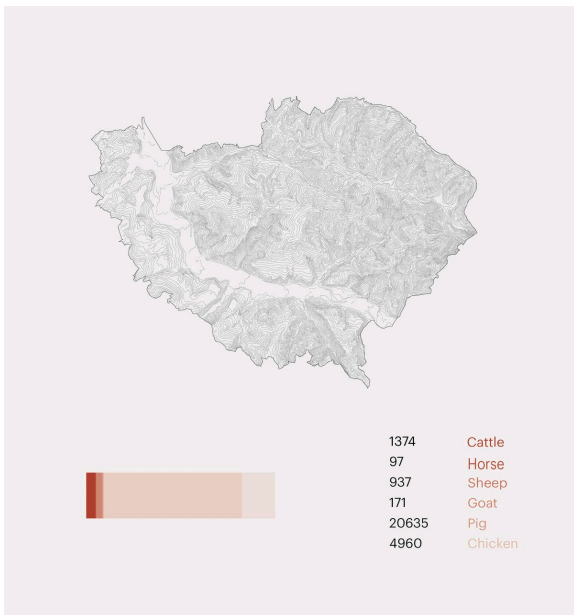 1374 Cattle
97 Horse
937 Sheep
171 Goat
20635 Pig
4960 Chicken